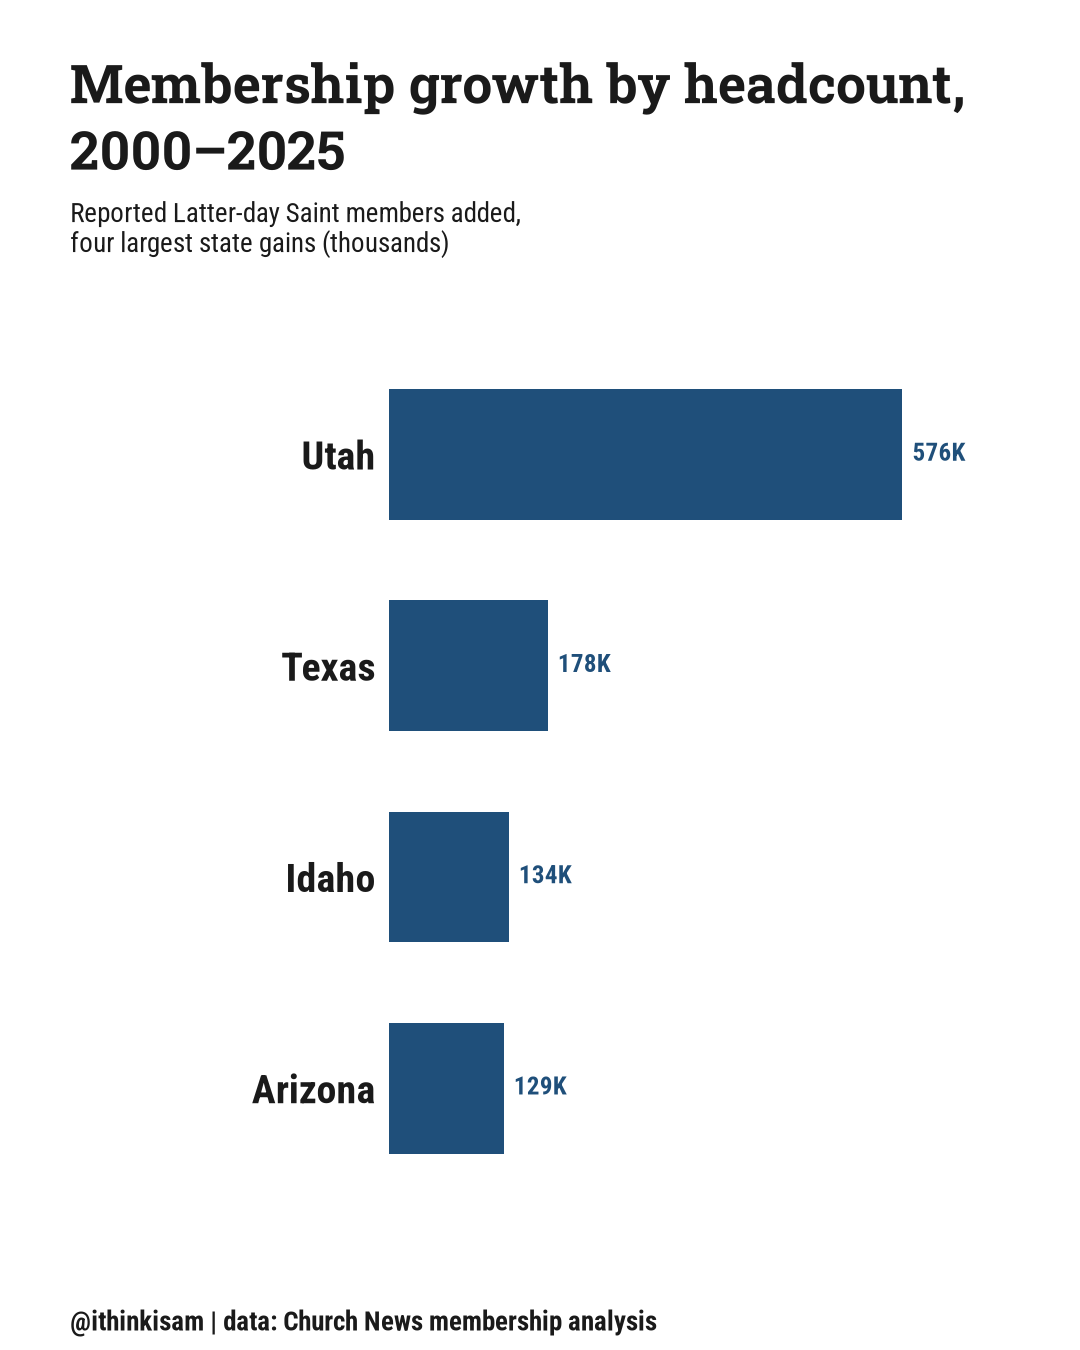 Membership growth by headcount,
2000–2025
Reported Latter-day Saint members added,
four largest state gains (thousands)
Utah
576K
Texas
178K
Idaho
134K
Arizona
129K
@ithinkisam | data: Church News membership analysis